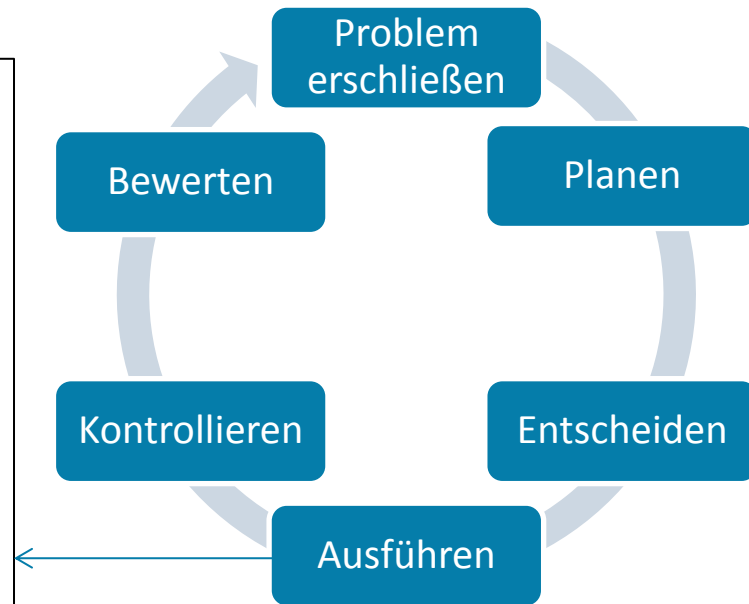 Problem
erschließen
Planen
Entscheiden
Ausführen
Kontrollieren
Bewerten